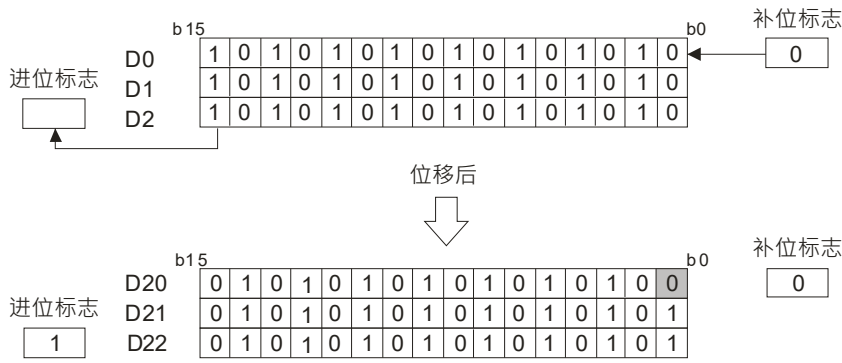 补位标志
b15 b0
D0 1 0 1 0 1 0 1 0 1 0 1 0 1 0 1 0 0
进位标志 D1 1 0 1 0 1 0 1 0 1 0 1 0 1 0 1 0
D2 1 0 1 0 1 0 1 0 1 0 1 0 1 0 1 0
位移后
b15 b0 补位标志
D20 0 1 0 1 0 1 0 1 0 1 0 1 0 1 0 0 0
进位标志 D21 0 1 0 1 0 1 0 1 0 1 0 1 0 1 0 1
1 D22 0 1 0 1 0 1 0 1 0 1 0 1 0 1 0 1